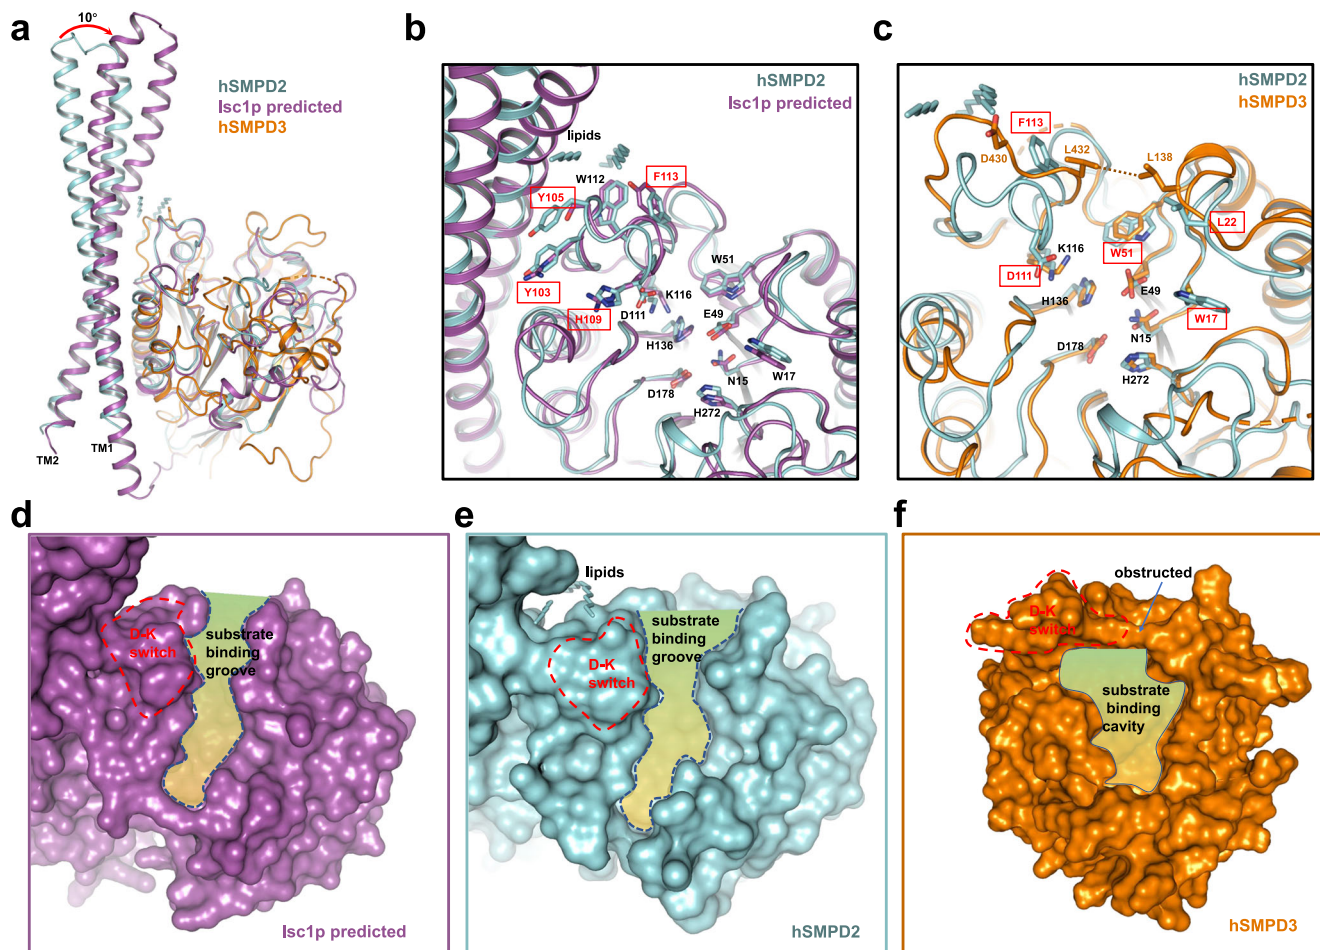 a
10°
hSMPD2
Isc1p predicted
hSMPD3
TM2
TM1
b
hSMPD2
Isc1p predicted
lipids
W112
F113
Y105
Y103
H109
D111
K116
W51
E49
H136
N15
W17
D178
H272
c
hSMPD2
hSMPD3
F113
D430
L432
L138
L22
K116
W51
D111
E49
H136
W17
N15
D178
H272
d
D-K
switch
substrate
binding
groove
Isc1p predicted
e
lipids
D-K
switch
substrate
binding
groove
hSMPD2
f
obstructed
D-K
switch
substrate
binding
cavity
hSMPD3